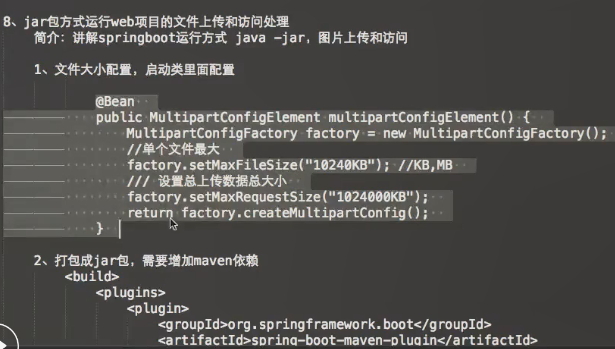 8、jar包方式运行web项目的文件上传和访问处理
简介：讲解springboot运行方式 java -jar，图片上传和访问
1、文件大小配置，启动类里面配置
@Bean
public MultipartConfigElement multipartConfigElement() {
MultipartConfigFactory factory = new MultipartConfigFactory();
//单个文件最大
factory.setMaxFileSize("10240KB"); //KB,MB
/// 设置总上传数据总大小
factory.setMaxRequestSize("1024000KB");
return factory.createMultipartConfig();
}
2、打包成jar包，需要增加maven依赖
<build>
<plugins>
<plugin>
<groupId>org.springframework.boot</groupId>
<artifactId>spring-boot-maven-plugin</artifactId>